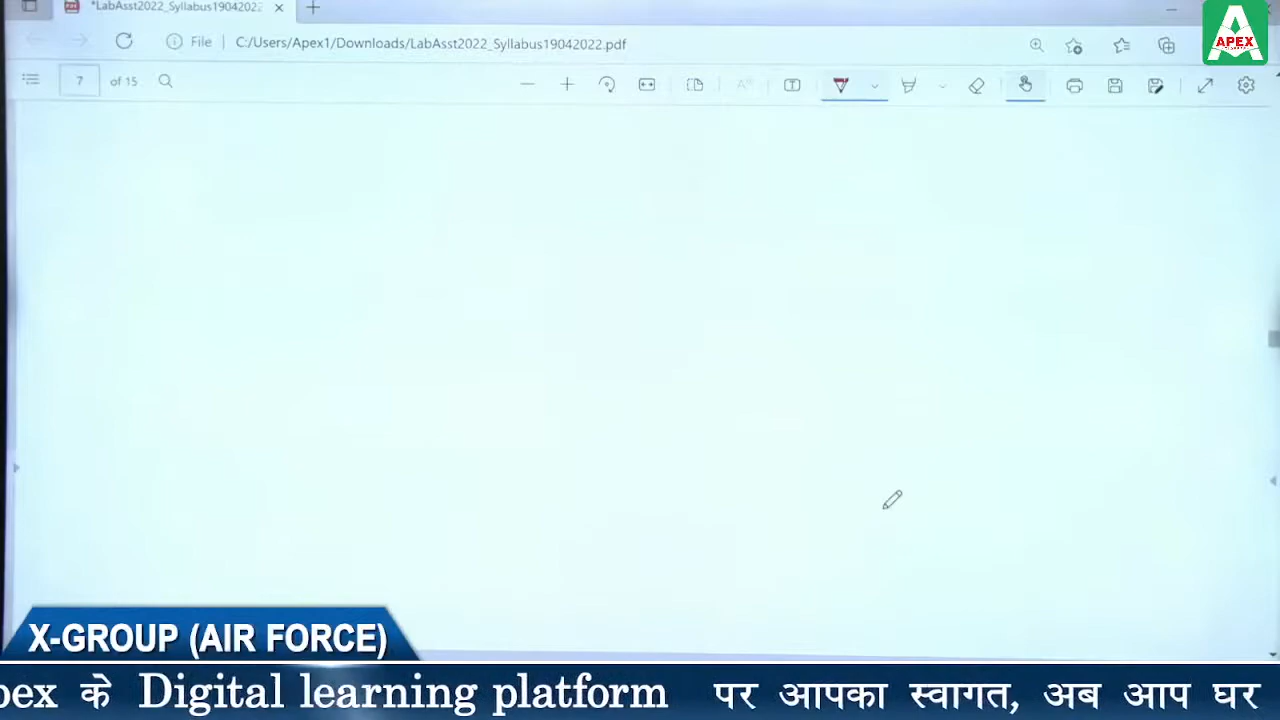 *LabAsst2022_Syllabus19042022
File
C:/Users/Apex1/Downloads/LabAsst2022_Syllabus19042022.pdf
7 of 15
APEX
X-GROUP (AIR FORCE)
pex के Digital learning platform पर आपका स्वागत, अब आप घर